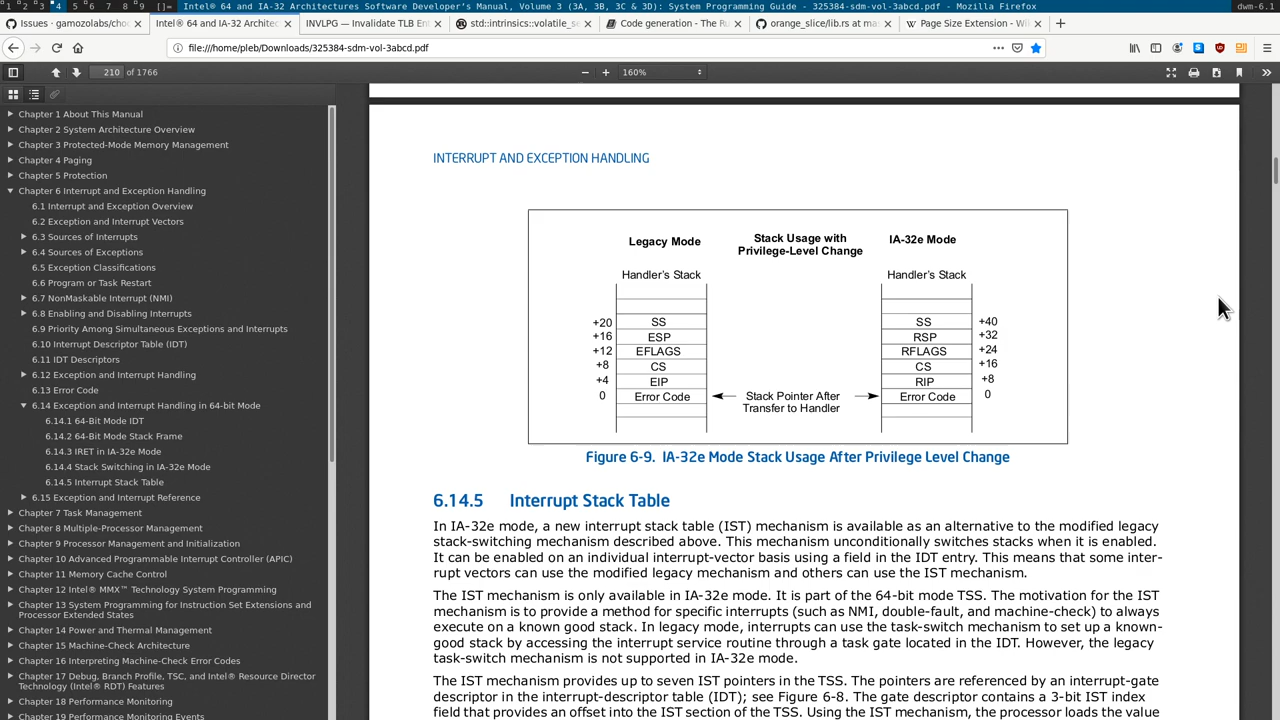 1 2 3 4 5 6 7 8 9 []= Intel® 64 and IA-32 Architectures Software Developer's Manual, Volume 3 (3A, 3B, 3C & 3D): System Programming Guide - 325384-sdm-vol-3abcd.pdf - Mozilla Firefox dwm-6.1
Issues · gamozolabs/cho
Intel® 64 and IA-32 Architec
INVLPG — Invalidate TLB Ent
std::intrinsics::volatile_se
Code generation - The Ru
orange_slice/lib.rs at mast
Page Size Extension - Wi
file:///home/pleb/Downloads/325384-sdm-vol-3abcd.pdf
210 of 1766
160%
Chapter 1 About This Manual
Chapter 2 System Architecture Overview
Chapter 3 Protected-Mode Memory Management
Chapter 4 Paging
Chapter 5 Protection
Chapter 6 Interrupt and Exception Handling
6.1 Interrupt and Exception Overview
6.2 Exception and Interrupt Vectors
6.3 Sources of Interrupts
6.4 Sources of Exceptions
6.5 Exception Classifications
6.6 Program or Task Restart
6.7 NonMaskable Interrupt (NMI)
6.8 Enabling and Disabling Interrupts
6.9 Priority Among Simultaneous Exceptions and Interrupts
6.10 Interrupt Descriptor Table (IDT)
6.11 IDT Descriptors
6.12 Exception and Interrupt Handling
6.13 Error Code
6.14 Exception and Interrupt Handling in 64-bit Mode
6.14.1 64-Bit Mode IDT
6.14.2 64-Bit Mode Stack Frame
6.14.3 IRET in IA-32e Mode
6.14.4 Stack Switching in IA-32e Mode
6.14.5 Interrupt Stack Table
6.15 Exception and Interrupt Reference
Chapter 7 Task Management
Chapter 8 Multiple-Processor Management
Chapter 9 Processor Management and Initialization
Chapter 10 Advanced Programmable Interrupt Controller (APIC)
Chapter 11 Memory Cache Control
Chapter 12 Intel® MMX™ Technology System Programming
Chapter 13 System Programming for Instruction Set Extensions and
Processor Extended States
Chapter 14 Power and Thermal Management
Chapter 15 Machine-Check Architecture
Chapter 16 Interpreting Machine-Check Error Codes
Chapter 17 Debug, Branch Profile, TSC, and Intel® Resource Director
Technology (Intel® RDT) Features
Chapter 18 Performance Monitoring
Chapter 19 Performance Monitoring Events
INTERRUPT AND EXCEPTION HANDLING
Legacy Mode
Stack Usage with
Privilege-Level Change
IA-32e Mode
Handler's Stack
Handler's Stack
+20 SS SS +40
+16 ESP RSP +32
+12 EFLAGS RFLAGS +24
+8 CS CS +16
+4 EIP RIP +8
0 Error Code Stack Pointer After Error Code 0
Transfer to Handler
Figure 6-9. IA-32e Mode Stack Usage After Privilege Level Change
6.14.5 Interrupt Stack Table
In IA-32e mode, a new interrupt stack table (IST) mechanism is available as an alternative to the modified legacy
stack-switching mechanism described above. This mechanism unconditionally switches stacks when it is enabled.
It can be enabled on an individual interrupt-vector basis using a field in the IDT entry. This means that some inter-
rupt vectors can use the modified legacy mechanism and others can use the IST mechanism.
The IST mechanism is only available in IA-32e mode. It is part of the 64-bit mode TSS. The motivation for the IST
mechanism is to provide a method for specific interrupts (such as NMI, double-fault, and machine-check) to always
execute on a known good stack. In legacy mode, interrupts can use the task-switch mechanism to set up a known-
good stack by accessing the interrupt service routine through a task gate located in the IDT. However, the legacy
task-switch mechanism is not supported in IA-32e mode.
The IST mechanism provides up to seven IST pointers in the TSS. The pointers are referenced by an interrupt-gate
descriptor in the interrupt-descriptor table (IDT); see Figure 6-8. The gate descriptor contains a 3-bit IST index
field that provides an offset into the IST section of the TSS. Using the IST mechanism, the processor loads the value